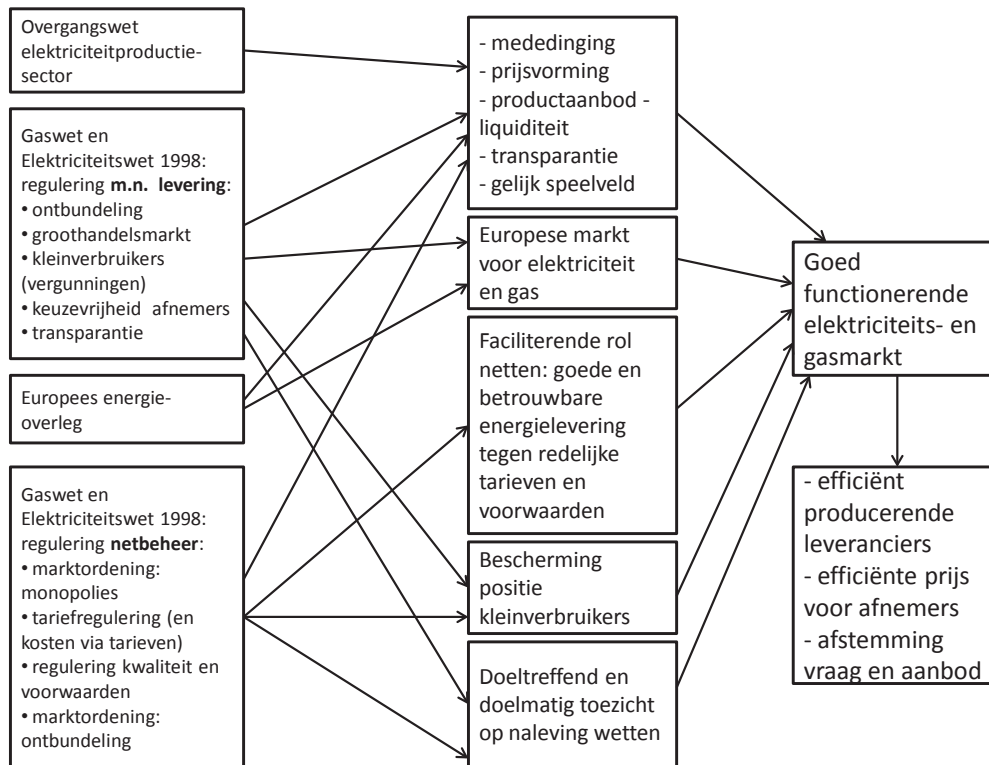 Overgangswet
elektriciteitproductie-
sector
Gaswet en
Elektriciteitswet 1998:
regulering m.n. levering:
• ontbundeling
• groothandelsmarkt
• kleinverbruikers
(vergunningen)
• keuzevrijheid afnemers
• transparantie
Europees energie-
overleg
Gaswet en
Elektriciteitswet 1998:
regulering netbeheer:
• marktordening:
monopolies
• tariefregulering (en
kosten via tarieven)
• regulering kwaliteit en
voorwaarden
• marktordening:
ontbundeling
- mededinging
- prijsvorming
- productaanbod -
liquiditeit
- transparantie
- gelijk speelveld
Europese markt
voor elektriciteit
en gas
Faciliterende rol
netten: goede en
betrouwbare
energielevering
tegen redelijke
tarieven en
voorwaarden
Bescherming
positie
kleinverbruikers
Doeltreffend en
doelmatig toezicht
op naleving wetten
Goed
functionerende
elektriciteits- en
gasmarkt
- efficiënt
producerende
leveranciers
- efficiënte prijs
voor afnemers
- afstemming
vraag en aanbod